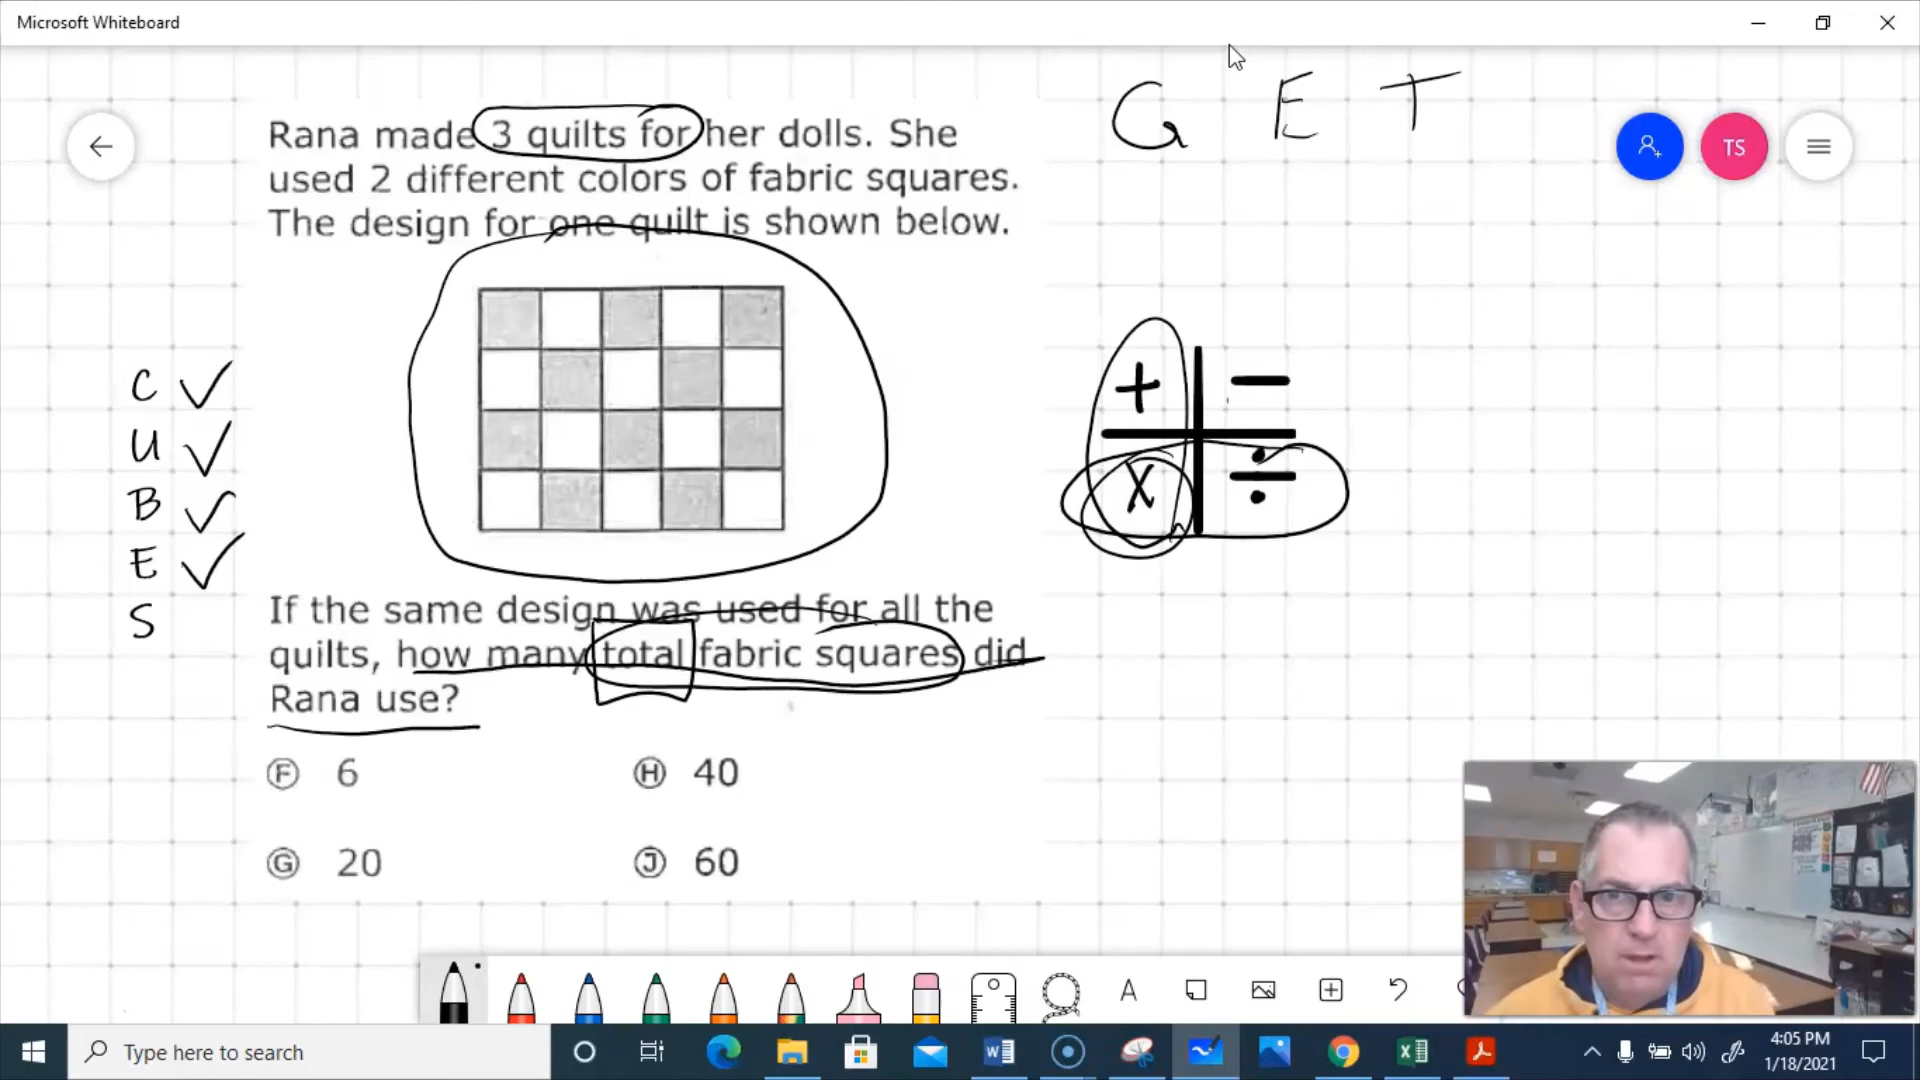 Microsoft Whiteboard
G E T
TS
Rana made 3 quilts for her dolls. She
used 2 different colors of fabric squares.
The design for one quilt is shown below.
+ −
x ÷
C ✓
U ✓
B ✓
E ✓
S
If the same design was used for all the
quilts, how many total fabric squares did
Rana use?
Ⓕ 6
Ⓗ 40
Ⓖ 20
Ⓙ 60
A
Type here to search
4:05 PM
1/18/2021